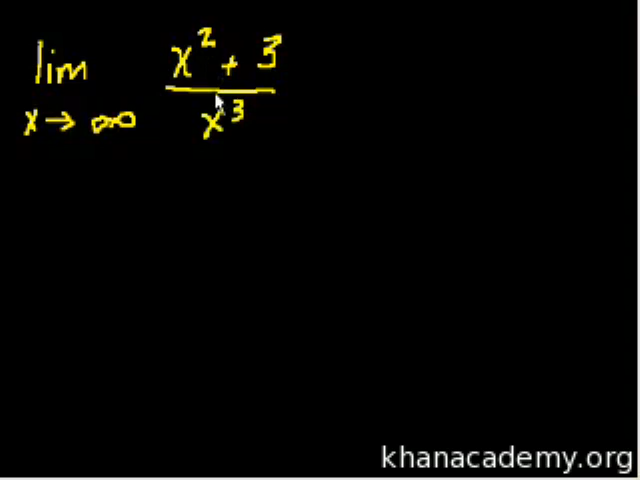 lim x² + 3
x → ∞ x³
khanacademy.org